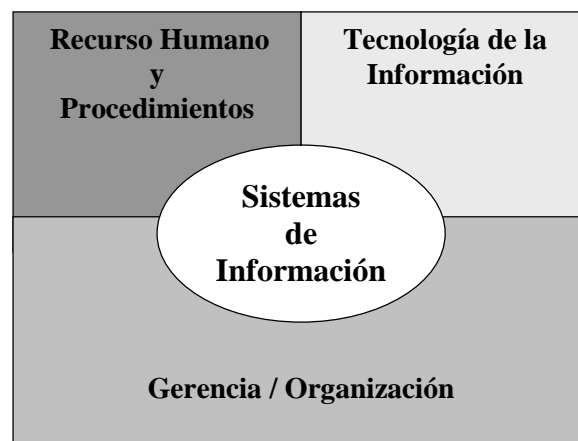 Recurso Humano
y
Procedimientos
Tecnología de la
Información
Sistemas
de
Información
Gerencia / Organización